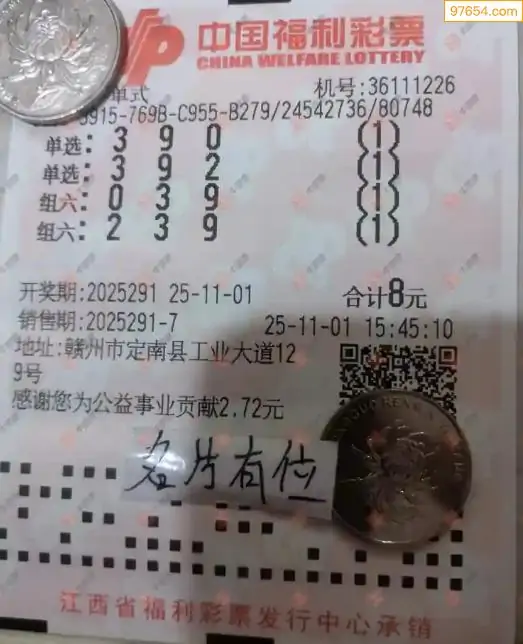 97654.com
中国福利彩票
CHINA WELFARE LOTTERY
单式
机号:36111226
9915-769B-C955-B279/24542736/80748
单选: 3 9 0 (1)
单选: 3 9 2 (1)
组六: 0 3 9 (1)
组六: 2 3 9 (1)
开奖期:2025291 25-11-01
合计8元
销售期:2025291-7
25-11-01 15:45:10
地址:赣州市定南县工业大道12
9号
感谢您为公益事业贡献2.72元
名片有位
江西省福利彩票发行中心承销